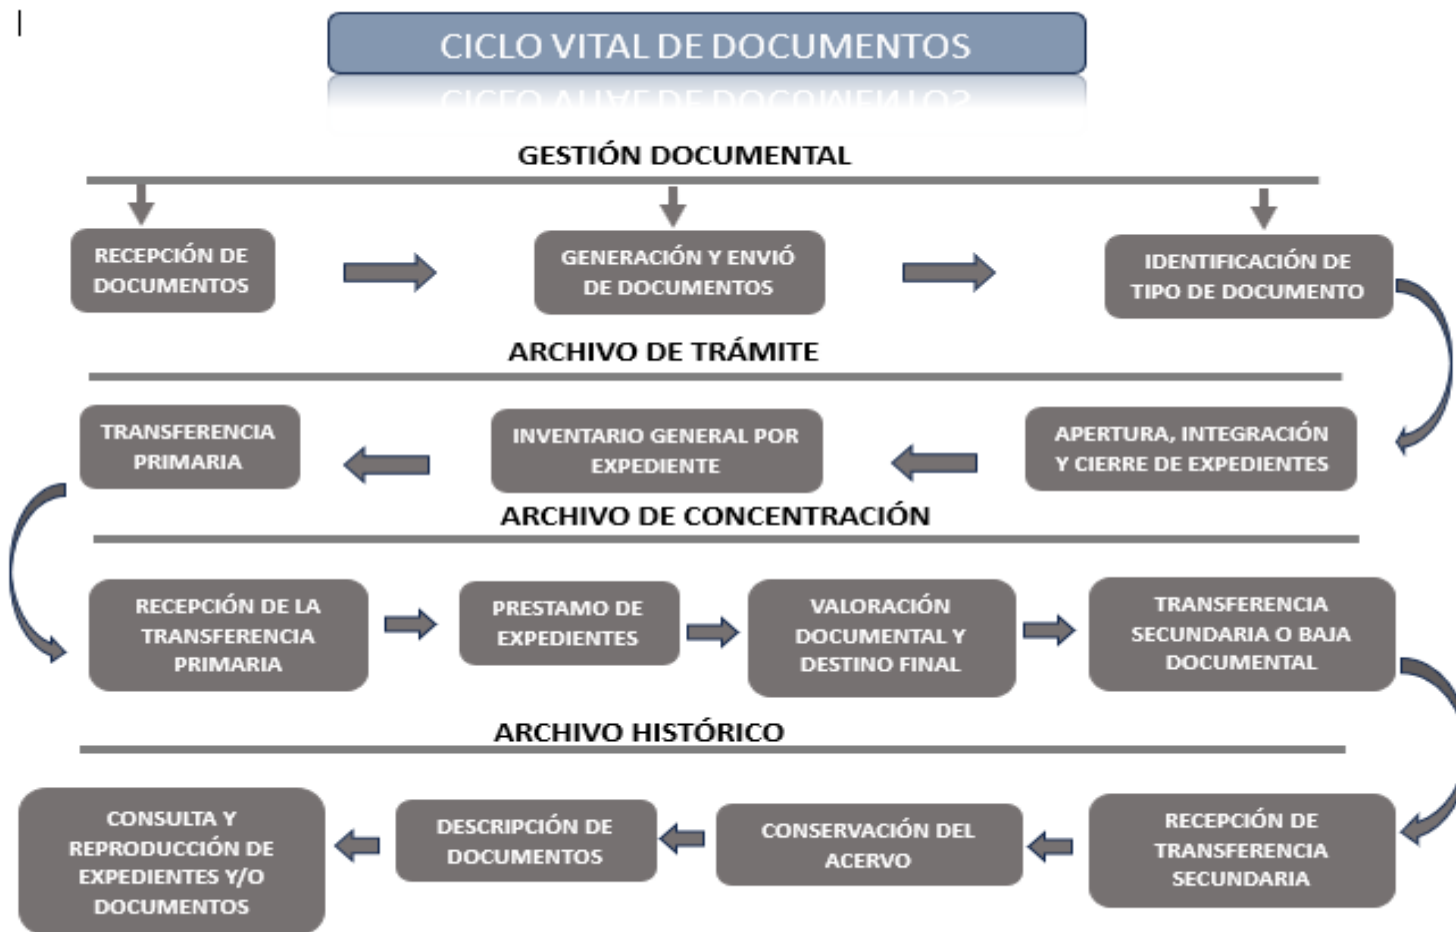 CICLO VITAL DE DOCUMENTOS
GESTIÓN DOCUMENTAL
RECEPCIÓN DE
DOCUMENTOS
GENERACIÓN Y ENVIÓ
DE DOCUMENTOS
IDENTIFICACIÓN DE
TIPO DE DOCUMENTO
ARCHIVO DE TRÁMITE
TRANSFERENCIA
PRIMARIA
INVENTARIO GENERAL POR
EXPEDIENTE
APERTURA, INTEGRACIÓN
Y CIERRE DE EXPEDIENTES
ARCHIVO DE CONCENTRACIÓN
RECEPCIÓN DE LA
TRANSFERENCIA
PRIMARIA
PRESTAMO DE
EXPEDIENTES
VALORACIÓN
DOCUMENTAL Y
DESTINO FINAL
TRANSFERENCIA
SECUNDARIA O BAJA
DOCUMENTAL
ARCHIVO HISTÓRICO
CONSULTA Y
REPRODUCCIÓN DE
EXPEDIENTES Y/O
DOCUMENTOS
DESCRIPCIÓN DE
DOCUMENTOS
CONSERVACIÓN DEL
ACERVO
RECEPCIÓN DE
TRANSFERENCIA
SECUNDARIA